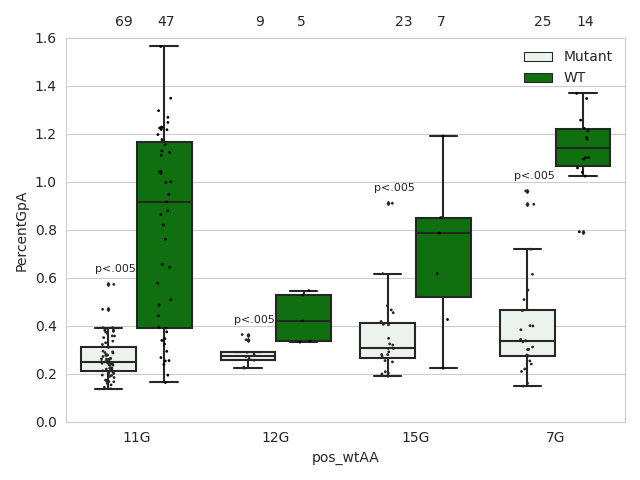 69 47 9 5 23 7 25 14
1.6
1.4
1.2
1.0
0.8
0.6
0.4
0.2
0.0
PercentGpA
Mutant
WT
p<.005
p<.005
p<.005
p<.005
11G 12G 15G 7G
pos_wtAA